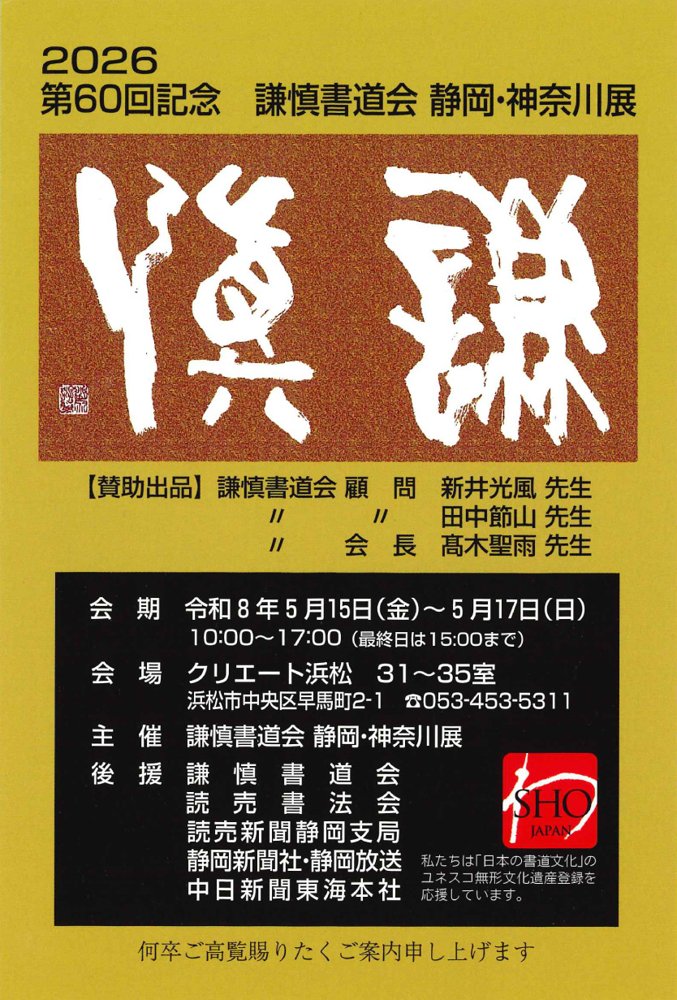 2026
第60回記念　謙慎書道会 静岡・神奈川展
謙慎
【賛助出品】謙慎書道会 顧　問　新井光風 先生
〃　〃　田中節山 先生
〃　会　長　髙木聖雨 先生
会　期　令和8年5月15日(金)～5月17日(日)
10:00～17:00（最終日は15:00まで）
会　場　クリエート浜松　31～35室
浜松市中央区早馬町2-1　☎053-453-5311
主　催　謙慎書道会 静岡・神奈川展
後　援　謙慎書道会
読売書法会
読売新聞静岡支局
静岡新聞社・静岡放送
中日新聞東海本社
SHO
JAPAN
私たちは「日本の書道文化」の
ユネスコ無形文化遺産登録を
応援しています。
何卒ご高覧賜りたくご案内申し上げます